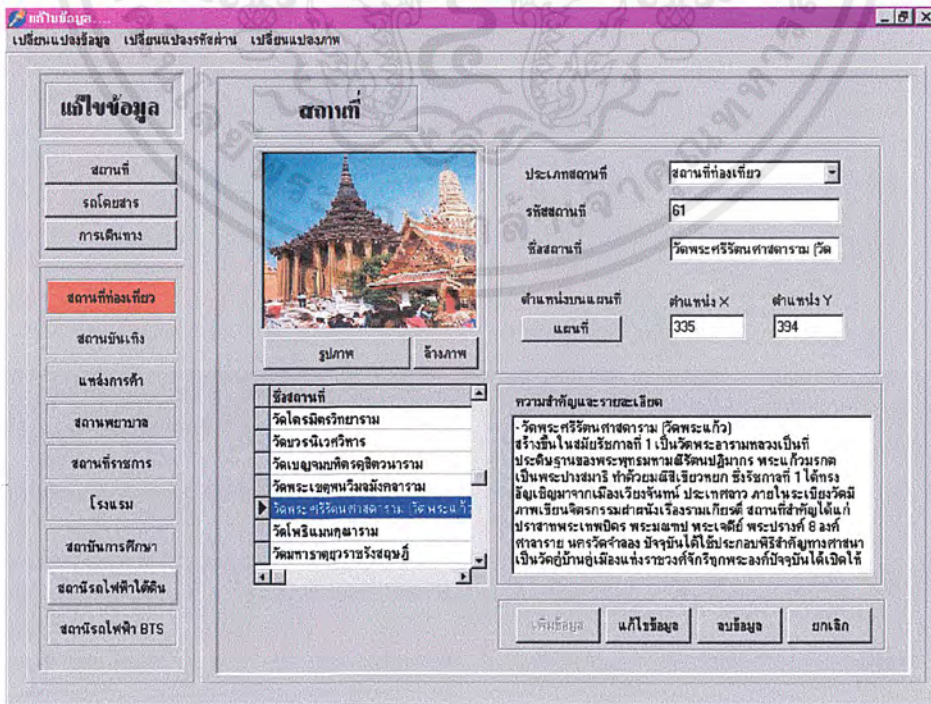 แก้ไขข้อมูล....
เปลี่ยนแปลงข้อมูล เปลี่ยนแปลงรหัสผ่าน เปลี่ยนแปลงภาพ
แก้ไขข้อมูล
สถานที่
รถโดยสาร
การเดินทาง
สถานที่ท่องเที่ยว
สถานบันเทิง
แหล่งการค้า
สถานพยาบาล
สถานที่ราชการ
โรงแรม
สถาบันการศึกษา
สถานีรถไฟฟ้าใต้ดิน
สถานีรถไฟฟ้า BTS
สถานที่
รูปภาพ ล้างภาพ
ประเภทสถานที่ สถานที่ท่องเที่ยว
รหัสสถานที่ 61
ชื่อสถานที่ วัดพระศรีรัตนศาสดาราม (วัด
ตำแหน่งบนแผนที่ ตำแหน่ง X ตำแหน่ง Y
แผนที่ 335 394
ชื่อสถานที่
วัดไตรมิตรวิทยาราม
วัดบวรนิเวศวิหาร
วัดเบญจมบพิตรดุสิตวนาราม
วัดพระเชตุพนวิมลมังคลาราม
วัดพระศรีรัตนศาสดาราม (วัดพระแก้ว
วัดโพธิแมนคุณาราม
วัดมหาธาตุยุวราชรังสฤษฎิ์
ความสำคัญและรายละเอียด
-วัดพระศรีรัตนศาสดาราม (วัดพระแก้ว)
สร้างขึ้นในสมัยรัชกาลที่ 1 เป็นวัดพระอารามหลวงเป็นที่
ประดิษฐานของพระพุทธมหามณีรัตนปฏิมากร พระแก้วมรกต
เป็นพระปางสมาธิ ทำด้วยมณีสีเขียวหยก ซึ่งรัชกาลที่ 1 ได้ทรง
อัญเชิญมาจากเมืองเวียงจันทน์ ประเทศลาว ภายในระเบียงวัดมี
ภาพเขียนจิตรกรรมฝาผนังเรื่องรามเกียรติ์ สถานที่สำคัญได้แก่
ปราสาทพระเทพบิดร พระมณฑป พระเจดีย์ พระปรางค์ 8 องค์
ศาลาราย นครวัดจำลอง ปัจจุบันได้ใช้ประกอบพิธีสำคัญทางศาสนา
เป็นวัดคู่บ้านคู่เมืองแห่งราชวงศ์จักรีทุกพระองค์ปัจจุบันได้เปิดให้
เพิ่มข้อมูล แก้ไขข้อมูล ลบข้อมูล ยกเลิก